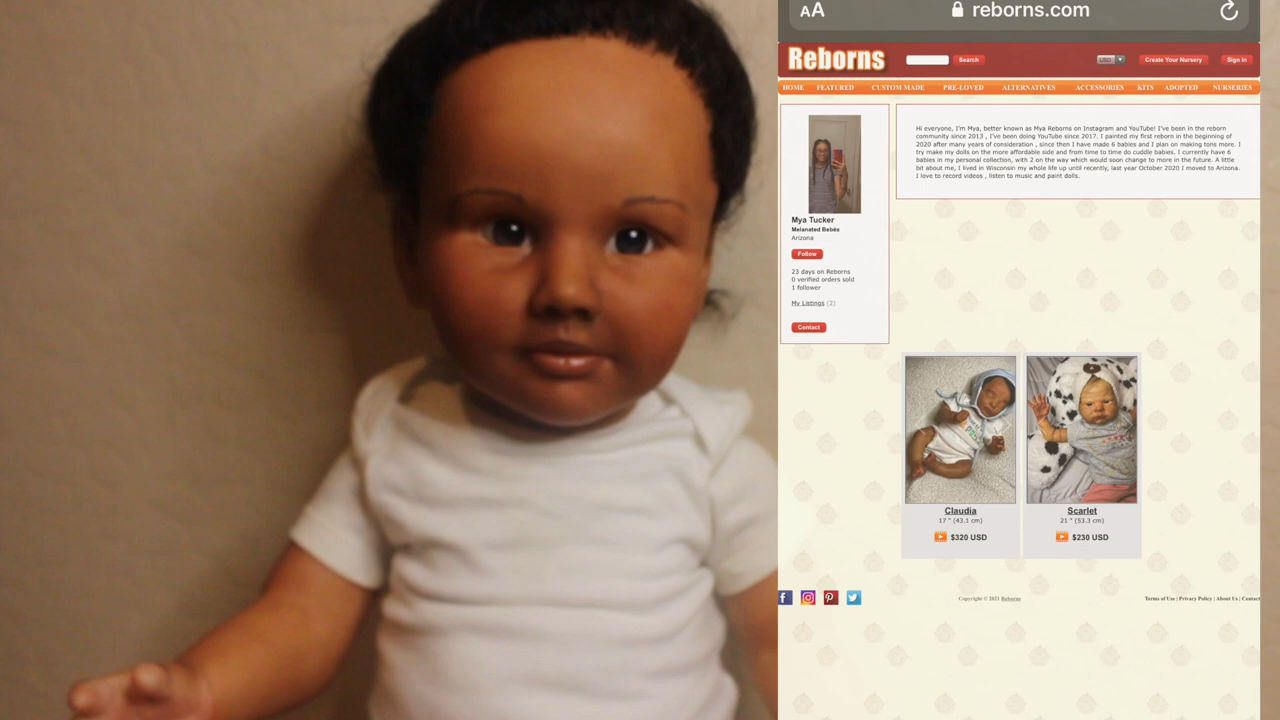 AA reborns.com
Reborns Search USD Create Your Nursery Sign In
HOME FEATURED CUSTOM MADE PRE-LOVED ALTERNATIVES ACCESSORIES KITS ADOPTED NURSERIES
Hi everyone, I'm Mya, better known as Mya Reborns on Instagram and YouTube! I've been in the reborn
community since 2013 , I've been doing YouTube since 2017. I painted my first reborn in the beginning of
2020 after many years of consideration , since then I have made 6 babies and I plan on making tons more. I
try make my dolls on the more affordable side and from time to time do cuddle babies. I currently have 6
babies in my personal collection, with 2 on the way which would soon change to more in the future. A little
bit about me, I lived in Wisconsin my whole life up until recently, last year October 2020 I moved to Arizona.
I love to record videos , listen to music and paint dolls.
Mya Tucker
Melanated Bebés
Arizona
Follow
23 days on Reborns
0 verified orders sold
1 follower
My Listings (2)
Contact
Claudia
17 " (43.1 cm)
$320 USD
Scarlet
21 " (53.3 cm)
$230 USD
Copyright © 2021 Reborns
Terms of Use | Privacy Policy | About Us | Contact